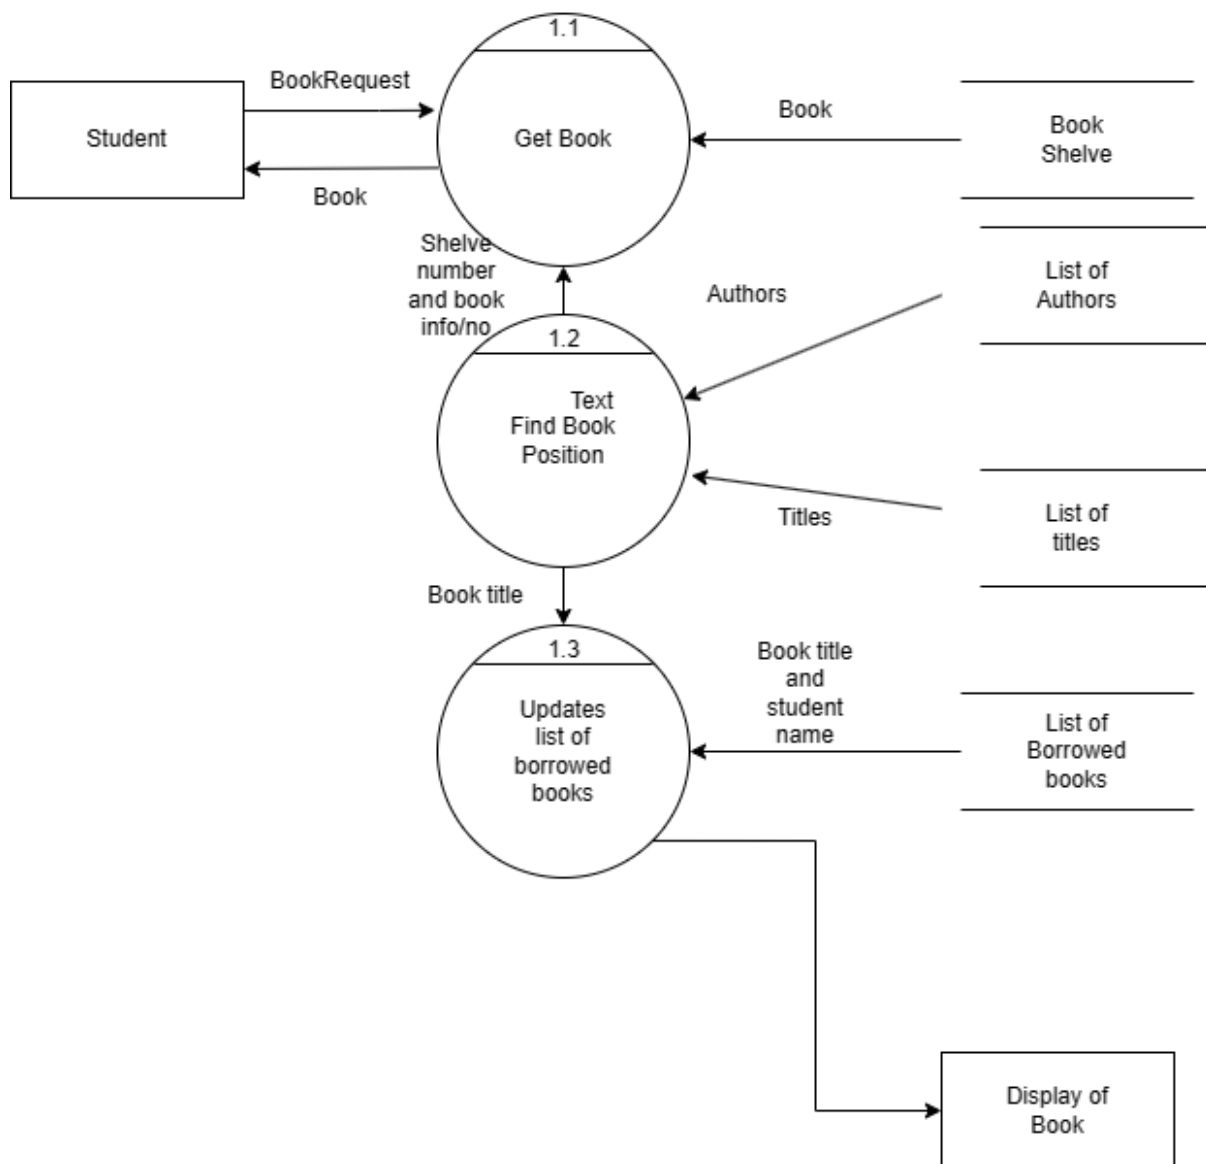 1.1
BookRequest
Student
Get Book
Book
Book
Shelve
Book
Shelve
number
and book
info/no
Authors
List of
Authors
1.2
Text
Find Book
Position
Titles
List of
titles
Book title
1.3
Updates
list of
borrowed
books
Book title
and
student
name
List of
Borrowed
books
Display of
Book